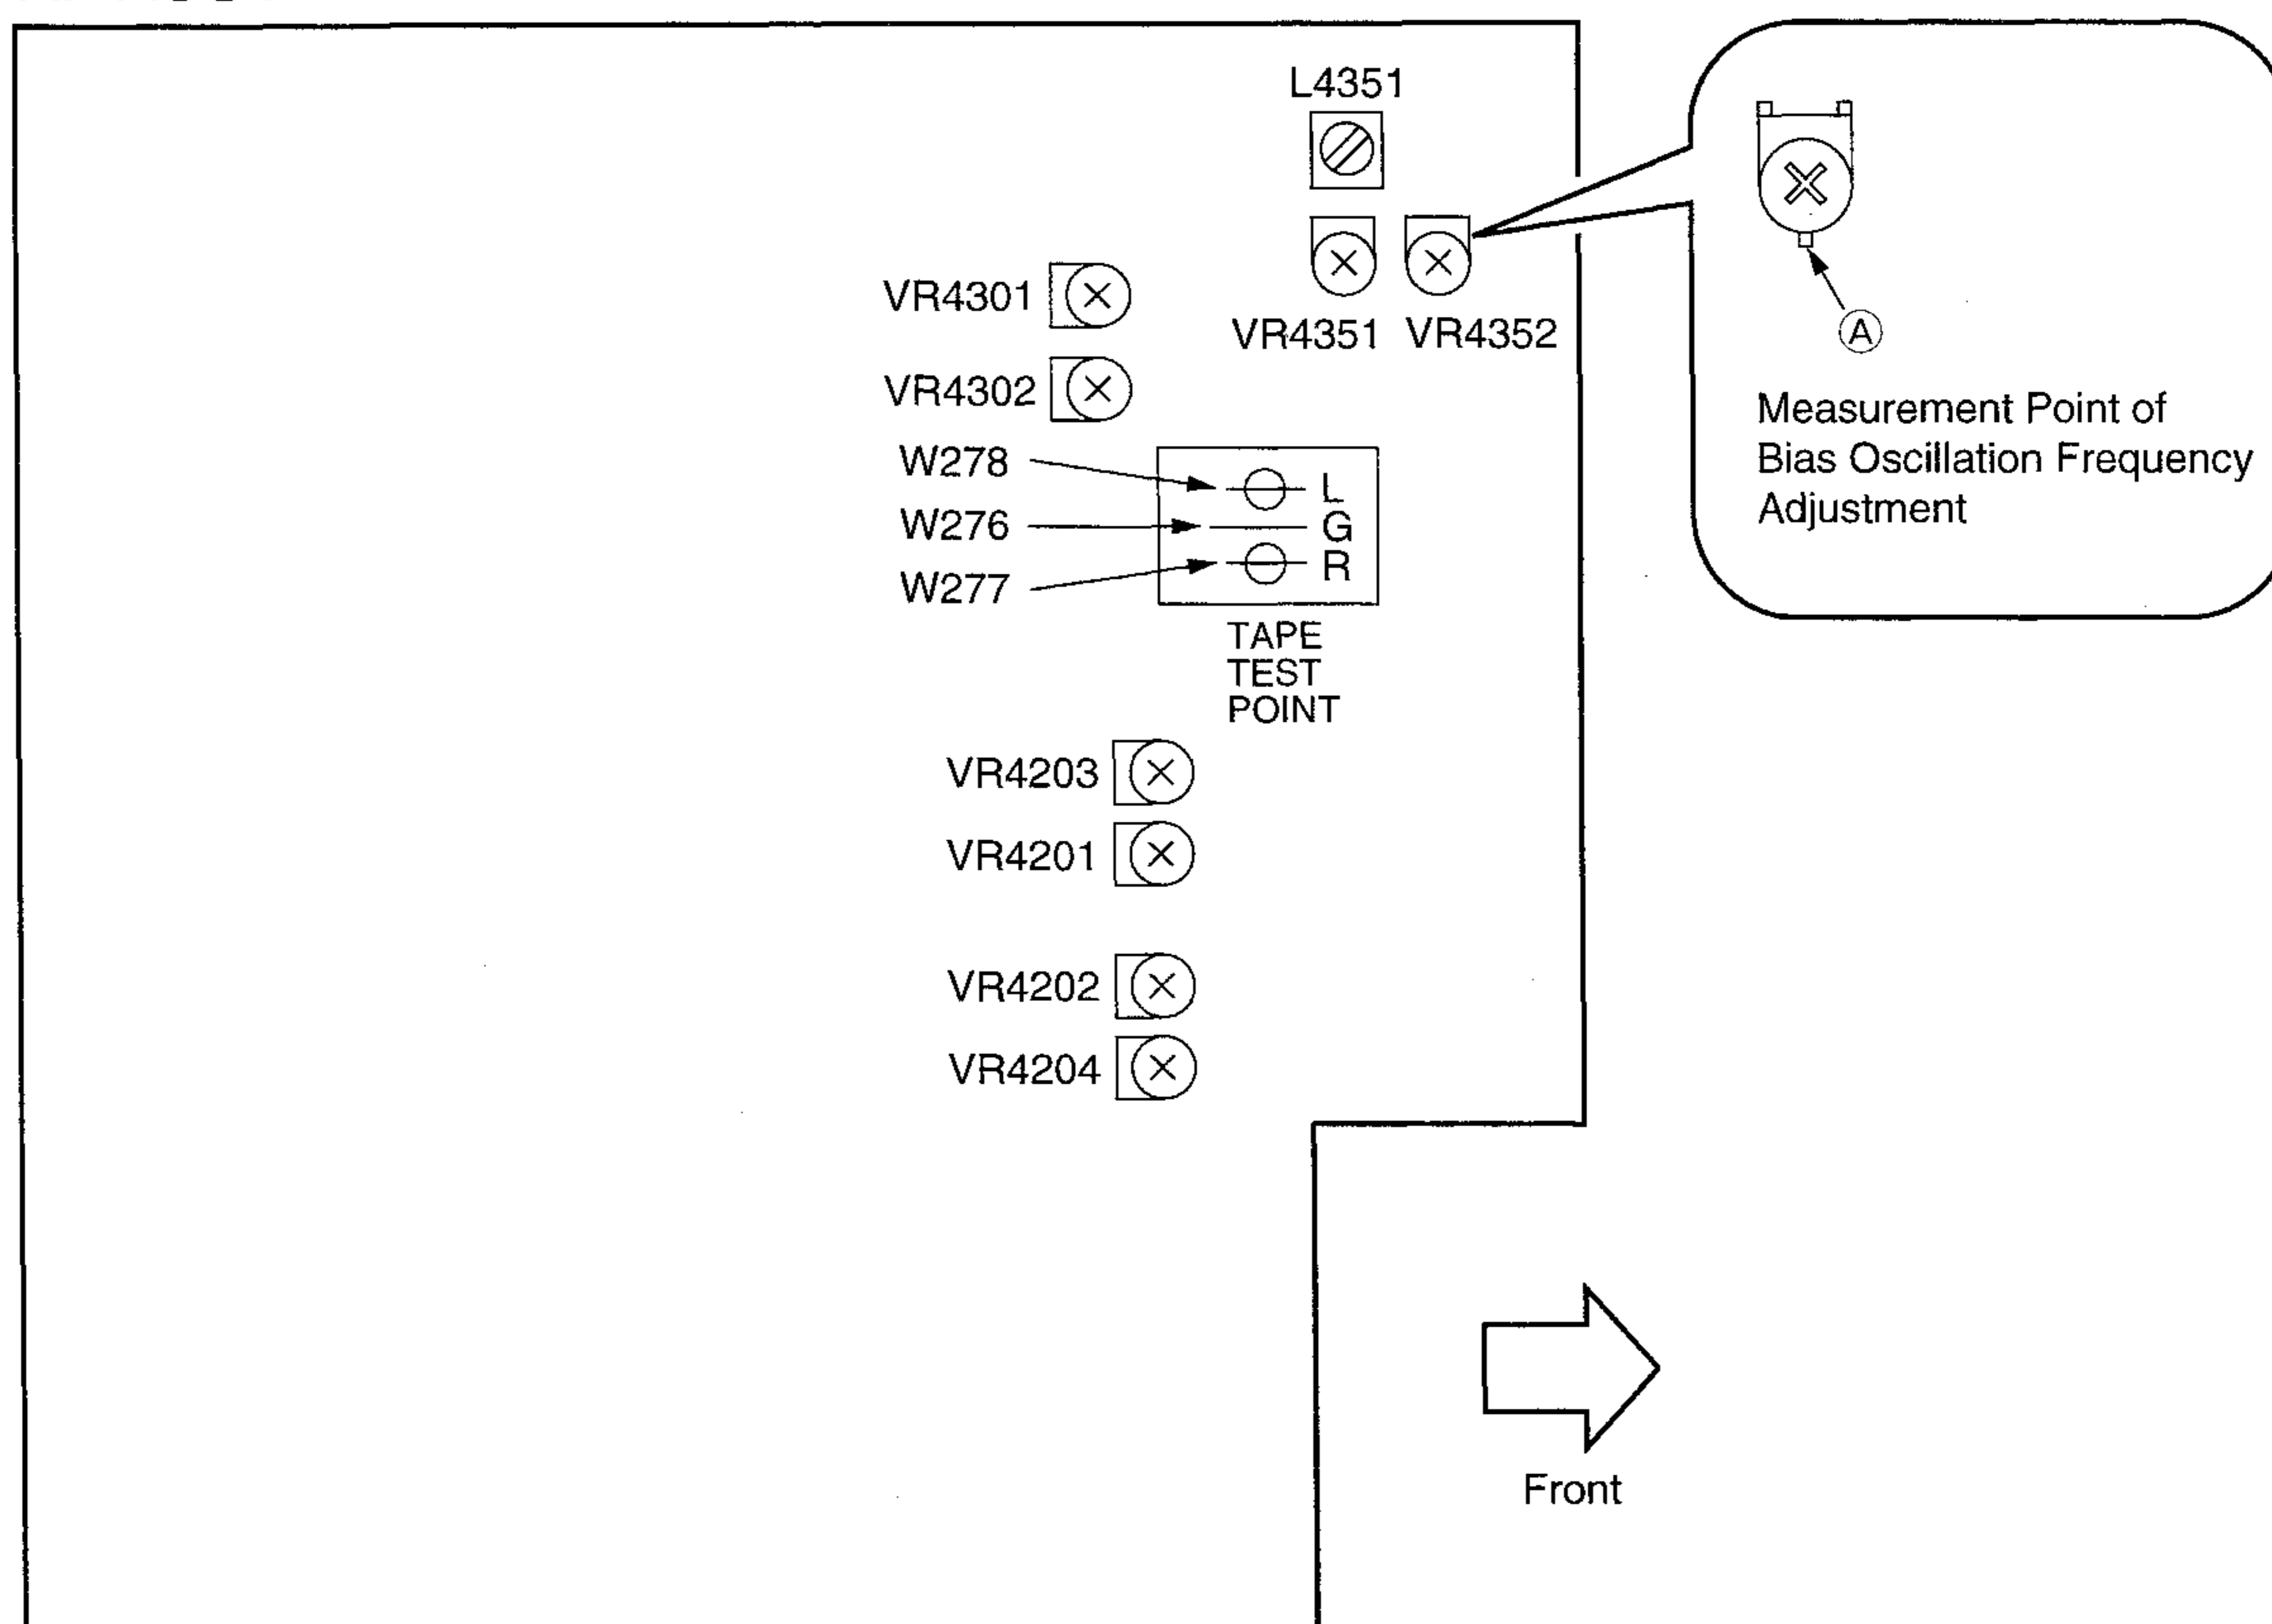 L4351
VR4351 VR4352
VR4301
VR4302
W278
W276
W277
L
G
R
TAPE
TEST
POINT
VR4203
VR4201
VR4202
VR4204
A
Measurement Point of
Bias Oscillation Frequency
Adjustment
Front